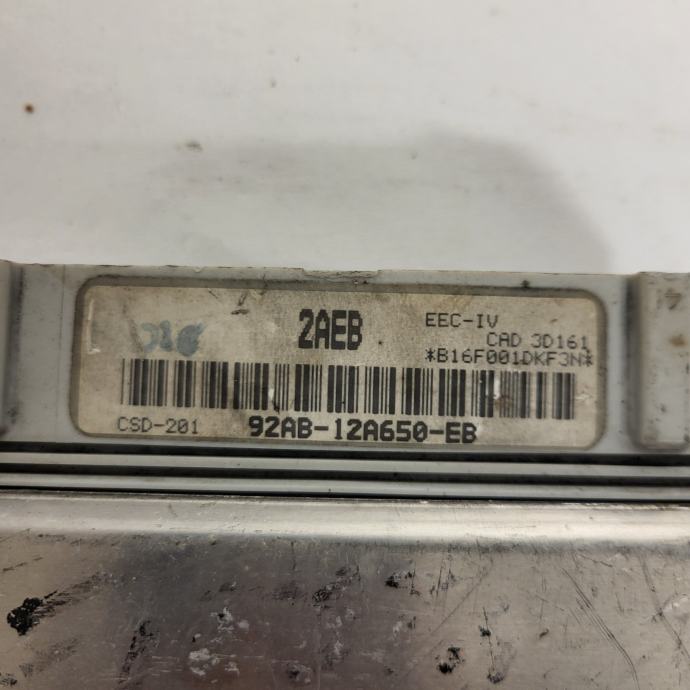 2AEB
EEC-IV
CAD 3D161
*B16F001DKF3N*
CSD-201
92AB-12A650-EB